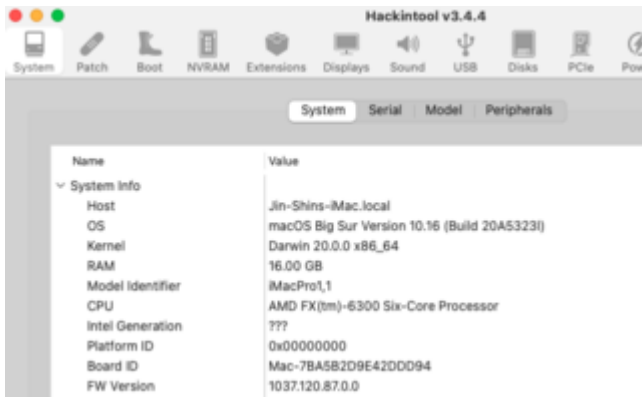 Hackintool v3.4.4
System Patch Boot NVRAM Extensions Displays Sound USB Disks PCIe Pow
System Serial Model Peripherals
Name Value
System Info
Host Jin-Shins-iMac.local
OS macOS Big Sur Version 10.16 (Build 20A5323l)
Kernel Darwin 20.0.0 x86_64
RAM 16.00 GB
Model Identifier iMacPro1,1
CPU AMD FX(tm)-6300 Six-Core Processor
Intel Generation ???
Platform ID 0x00000000
Board ID Mac-7BA5B2D9E42DDD94
FW Version 1037.120.87.0.0